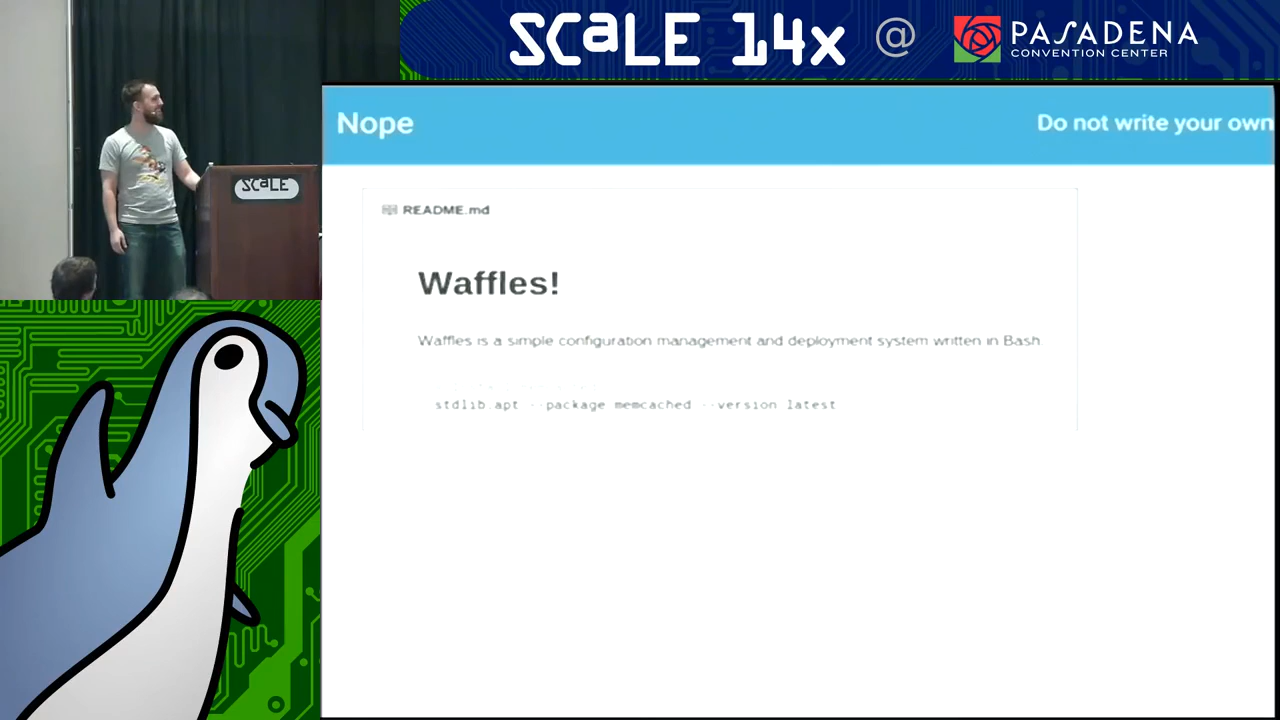 SCALE 14x @ PASADENA
CONVENTION CENTER
SCALE
Nope
Do not write your own
README.md
Waffles!
Waffles is a simple configuration management and deployment system written in Bash.
stdlib.apt --package memcached --version latest